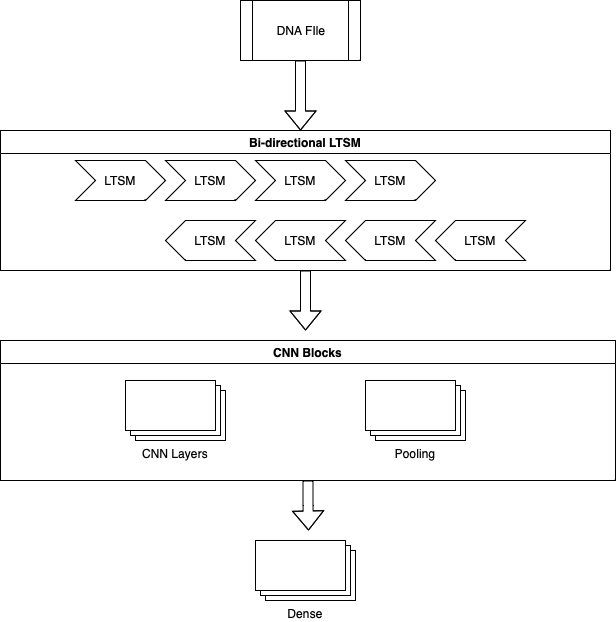 DNA FIle
Bi-directional LTSM
LTSM LTSM LTSM LTSM
LTSM LTSM LTSM LTSM
CNN Blocks
CNN Layers Pooling
Dense